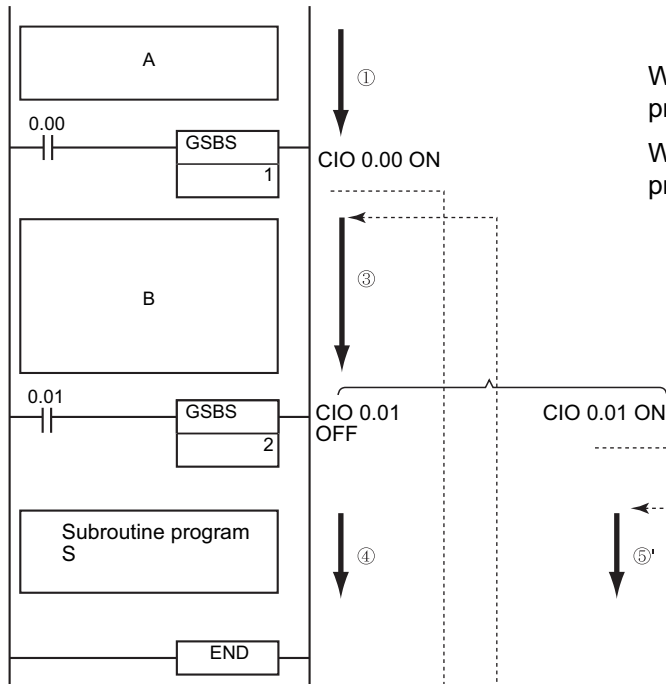 A
①
W
pr
0.00
GSBS
1
CIO 0.00 ON
W
pr
B
③
0.01
GSBS
2
CIO 0.01
OFF
CIO 0.01 ON
Subroutine program
S
④
⑤'
END